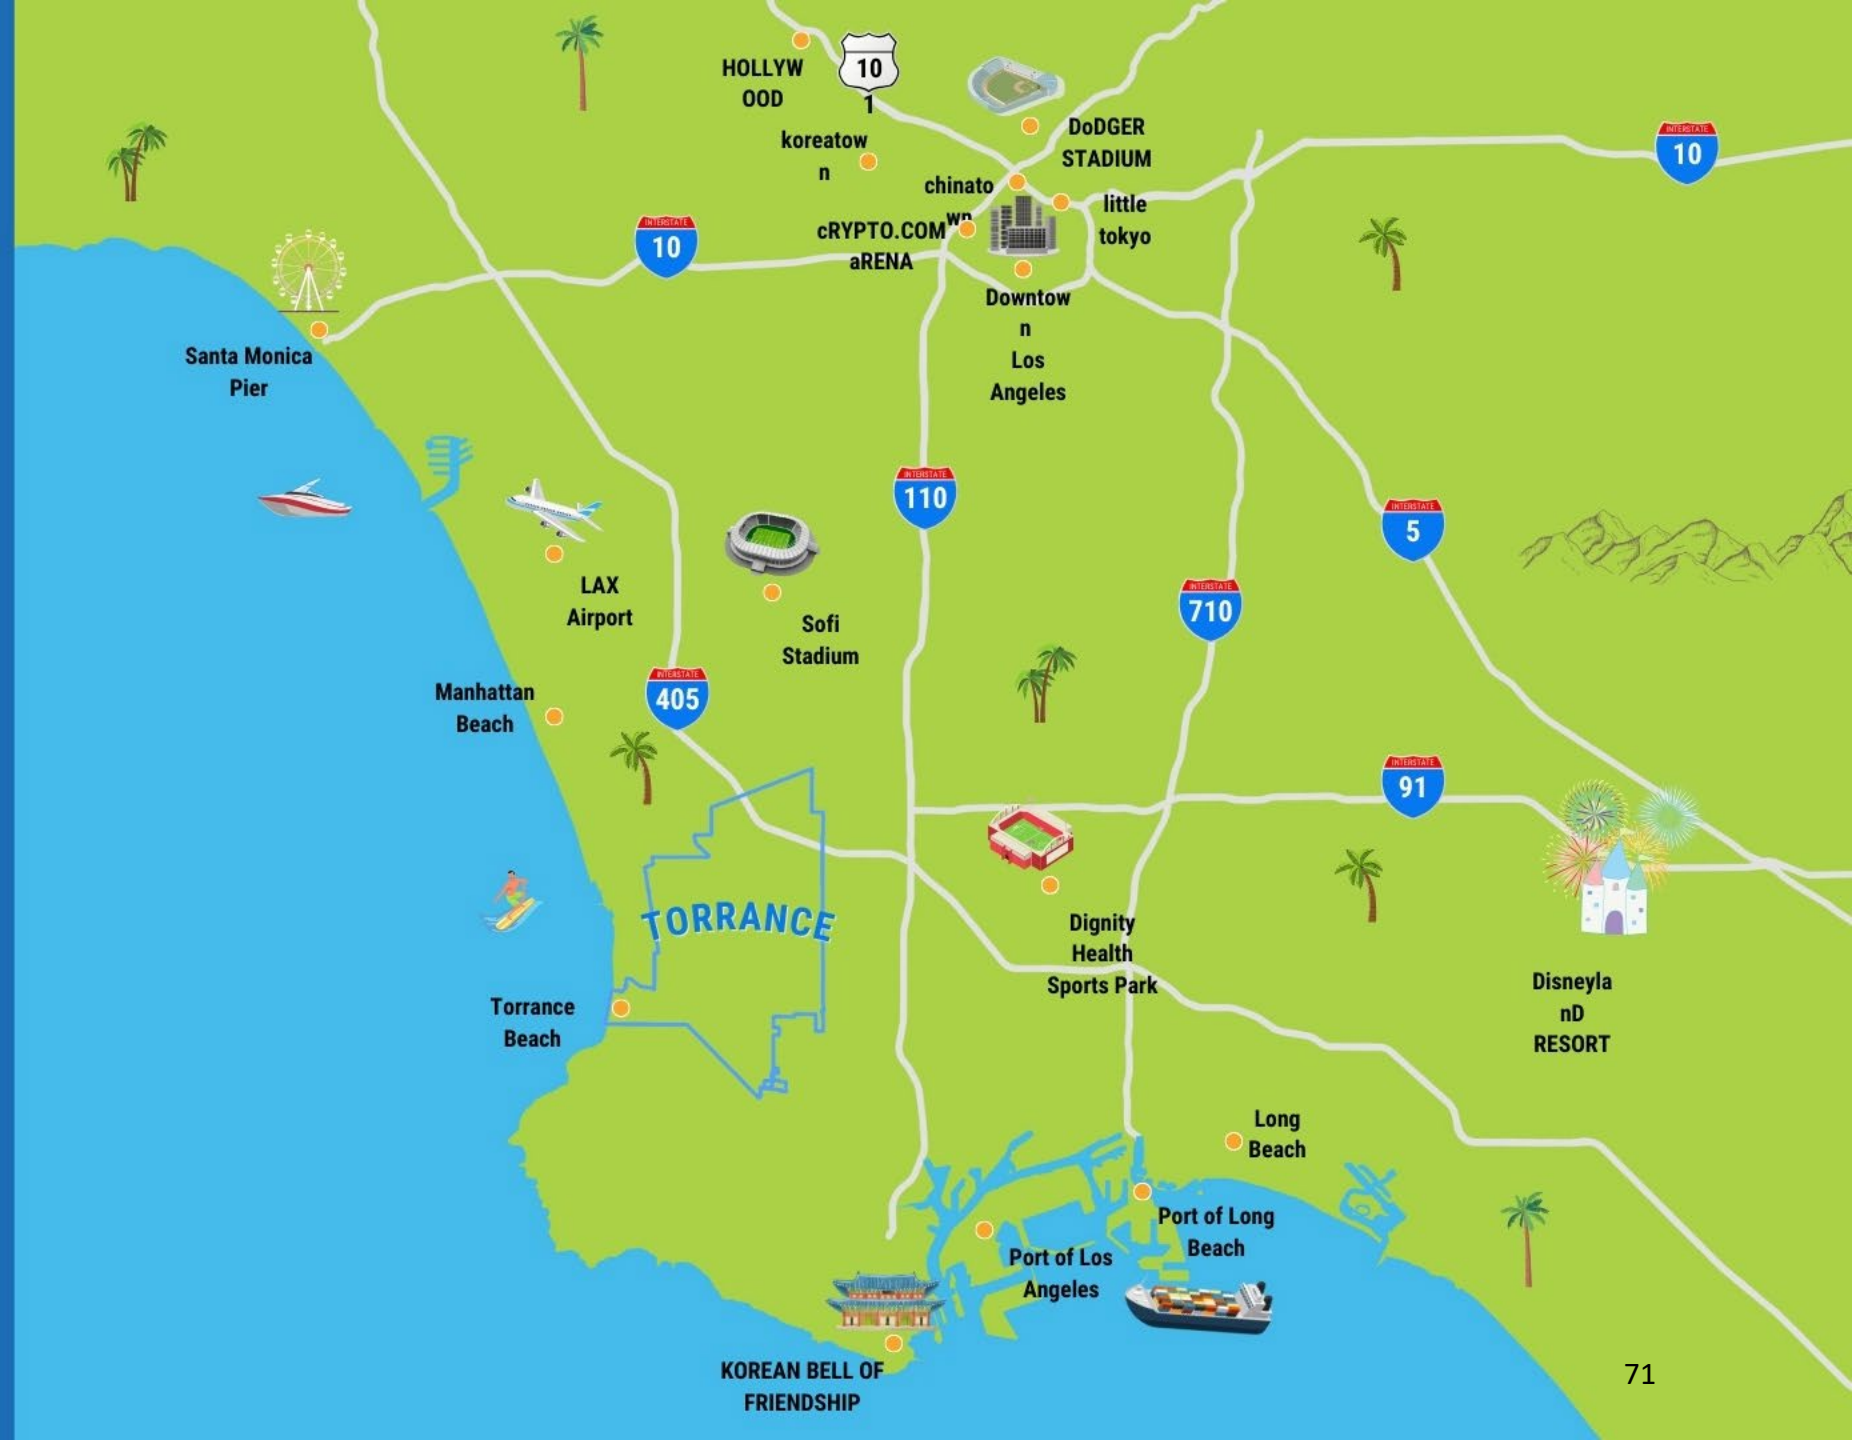 HOLLYW
OOD
10
1
koreatow
n
DoDGER
STADIUM
INTERSTATE
10
chinato
wn
little
tokyo
cRYPTO.COM
aRENA
INTERSTATE
10
Downtow
n
Los
Angeles
Santa Monica
Pier
INTERSTATE
110
INTERSTATE
5
LAX
Airport
Sofi
Stadium
INTERSTATE
710
Manhattan
Beach
INTERSTATE
405
INTERSTATE
91
TORRANCE
Dignity
Health
Sports Park
Torrance
Beach
Disneyla
nD
RESORT
Long
Beach
Port of Long
Beach
Port of Los
Angeles
KOREAN BELL OF
FRIENDSHIP
71